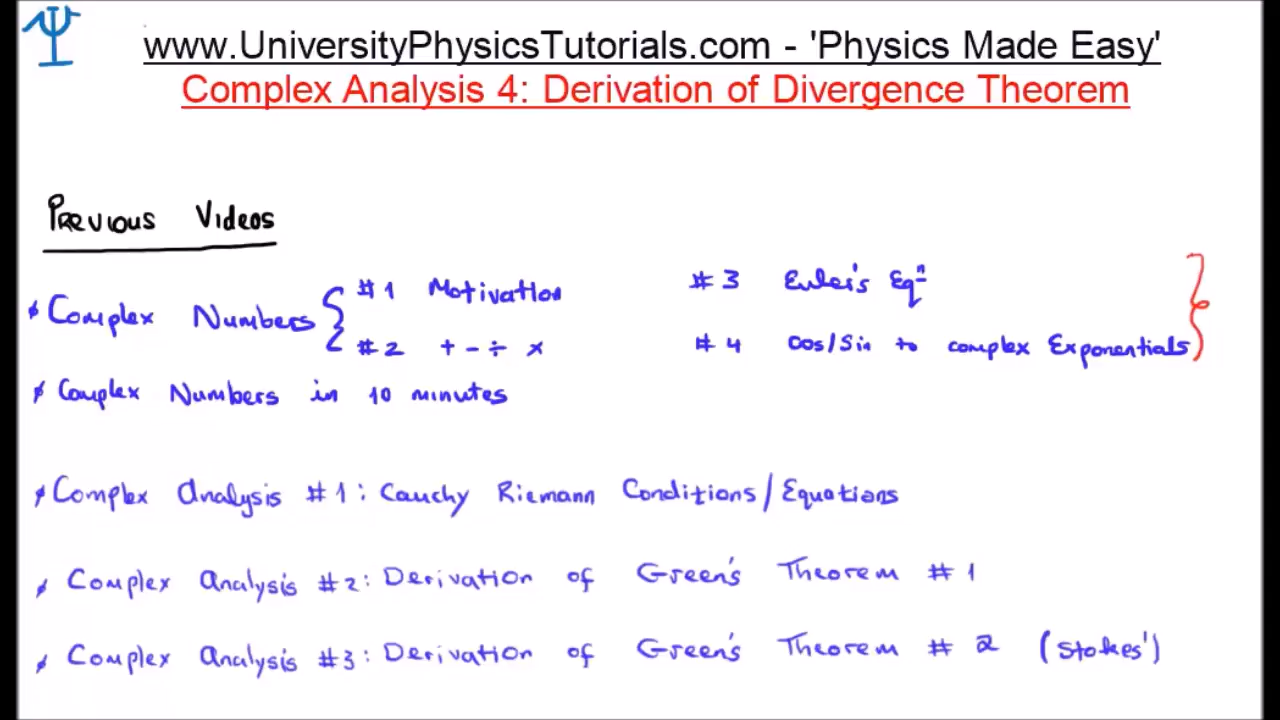 www.UniversityPhysicsTutorials.com - 'Physics Made Easy'
Complex Analysis 4: Derivation of Divergence Theorem
Previous Videos
Complex Numbers { #1 Motivation #3 Euler's Eqn
#2 + - ÷ x #4 Cos/Sin to complex Exponentials
Complex Numbers in 10 minutes
Complex Analysis #1: Cauchy Riemann Conditions/Equations
Complex Analysis #2: Derivation of Green's Theorem #1
Complex Analysis #3: Derivation of Green's Theorem #2 (Stokes')